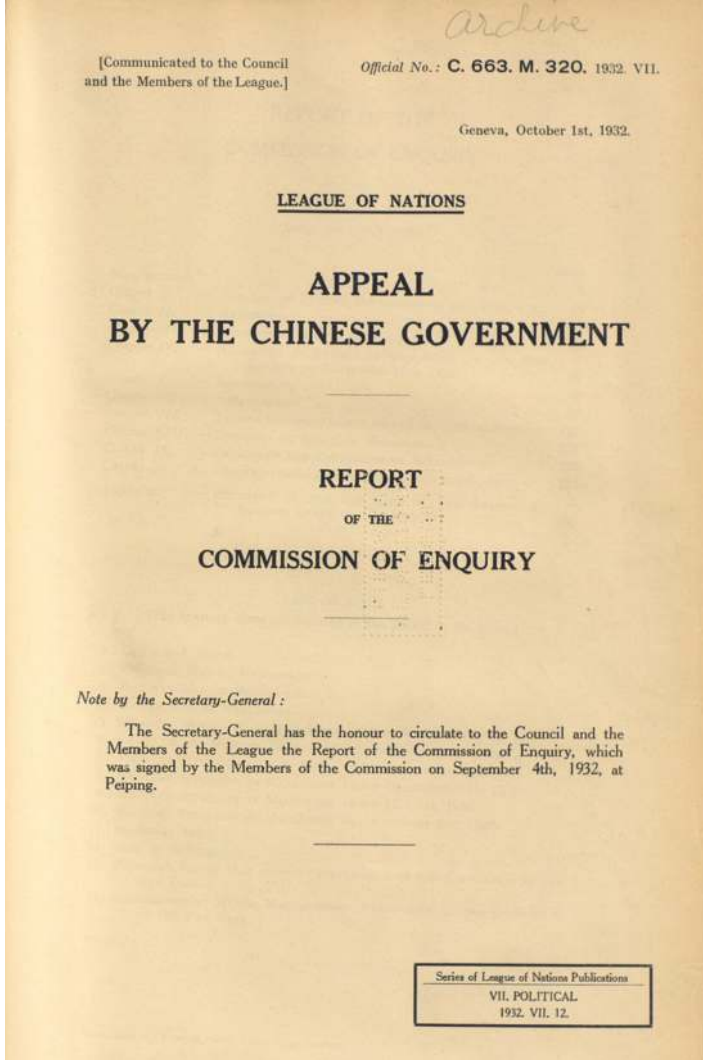 archive
[Communicated to the Council
and the Members of the League.]
Official No.: C. 663. M. 320. 1932. VII.
Geneva, October 1st, 1932.
LEAGUE OF NATIONS
APPEAL
BY THE CHINESE GOVERNMENT
REPORT
OF THE
COMMISSION OF ENQUIRY
Note by the Secretary-General :
The Secretary-General has the honour to circulate to the Council and the
Members of the League the Report of the Commission of Enquiry, which
was signed by the Members of the Commission on September 4th, 1932, at
Peiping.
Series of League of Nations Publications
VII. POLITICAL
1932. VII. 12.